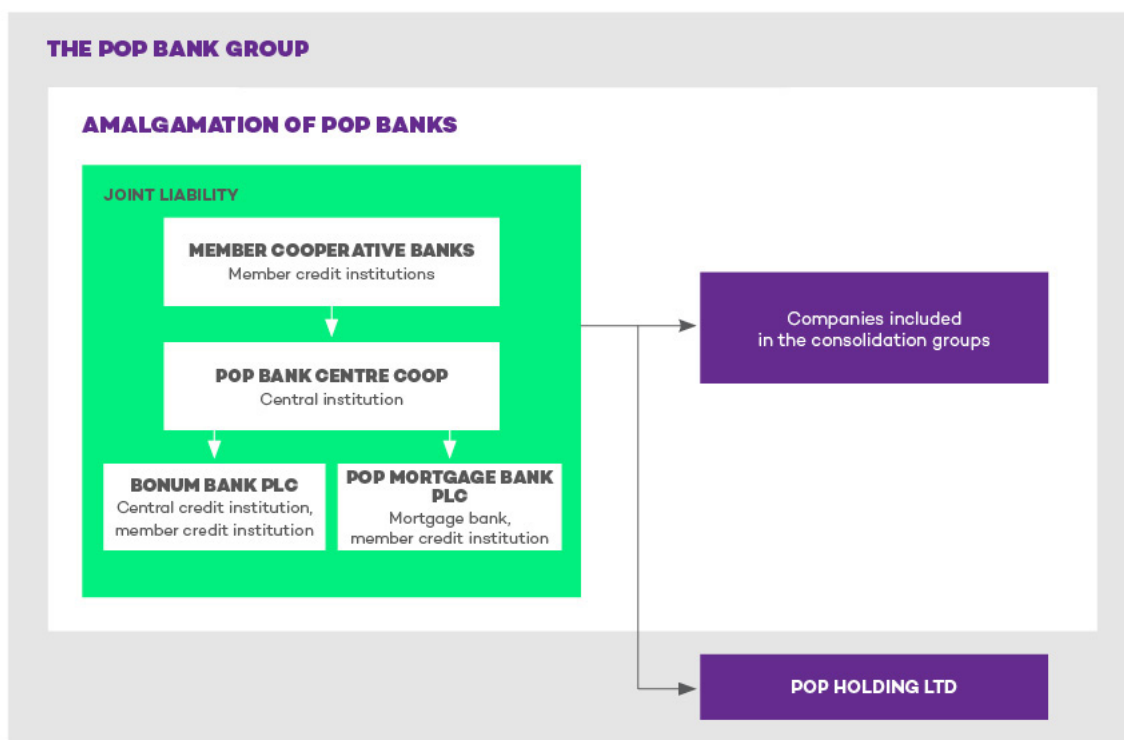 THE POP BANK GROUP
AMALGAMATION OF POP BANKS
JOINT LIABILITY
MEMBER COOPERATIVE BANKS
Member credit institutions
POP BANK CENTRE COOP
Central institution
BONUM BANK PLC
Central credit institution,
member credit institution
POP MORTGAGE BANK
PLC
Mortgage bank,
member credit institution
Companies included
in the consolidation groups
POP HOLDING LTD